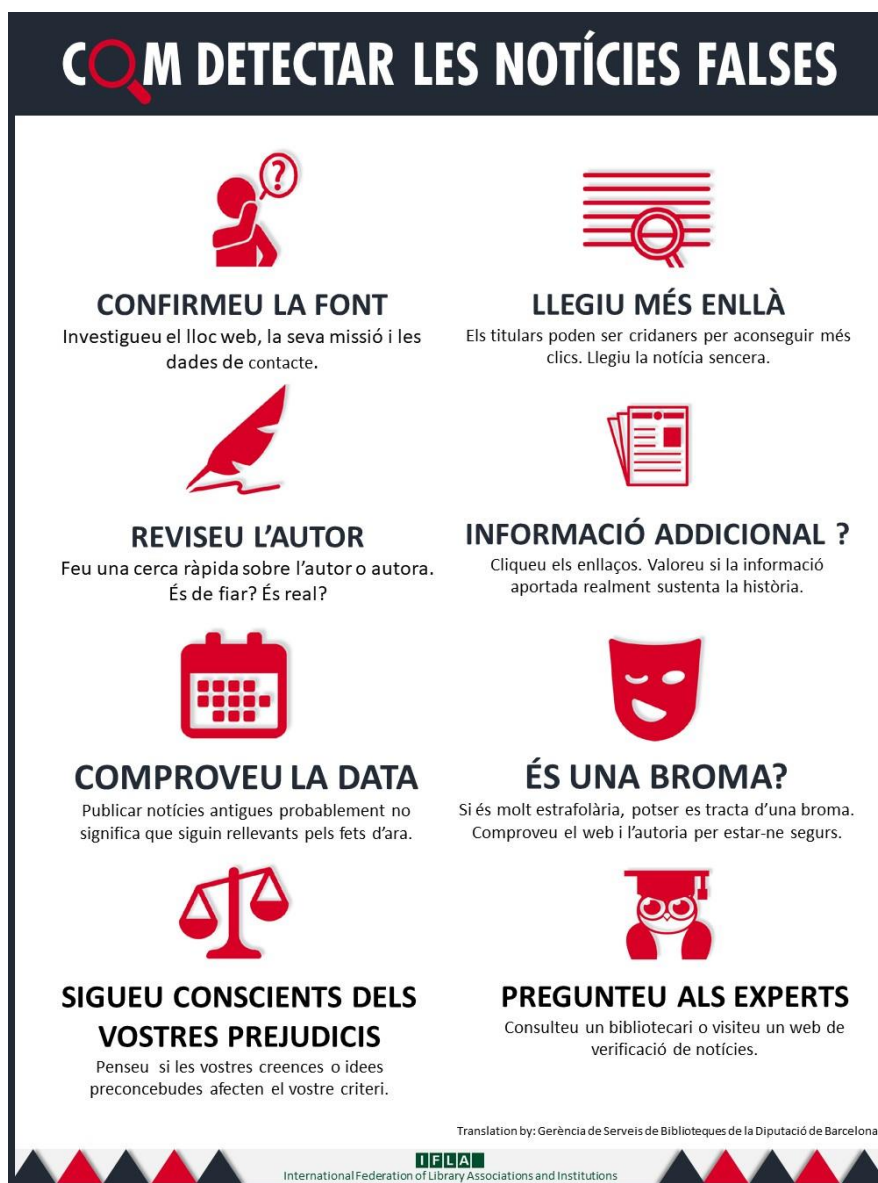 COM DETECTAR LES NOTÍCIES FALSES
?
CONFIRMEU LA FONT
Investigueu el lloc web, la seva missió i les
dades de contacte.
LLEGIU MÉS ENLLÀ
Els titulars poden ser cridaners per aconseguir més
clics. Llegiu la notícia sencera.
REVISEU L'AUTOR
Feu una cerca ràpida sobre l'autor o autora.
És de fiar? És real?
INFORMACIÓ ADDICIONAL ?
Cliqueu els enllaços. Valoreu si la informació
aportada realment sustenta la història.
COMPROVEU LA DATA
Publicar notícies antigues probablement no
significa que siguin rellevants pels fets d'ara.
ÉS UNA BROMA?
Si és molt estrafolària, potser es tracta d'una broma.
Comproveu el web i l'autoria per estar-ne segurs.
SIGUEU CONSCIENTS DELS
VOSTRES PREJUDICIS
Penseu si les vostres creences o idees
preconcebudes afecten el vostre criteri.
PREGUNTEU ALS EXPERTS
Consulteu un bibliotecari o visiteu un web de
verificació de notícies.
Translation by: Gerència de Serveis de Biblioteques de la Diputació de Barcelona
IFLA
International Federation of Library Associations and Institutions